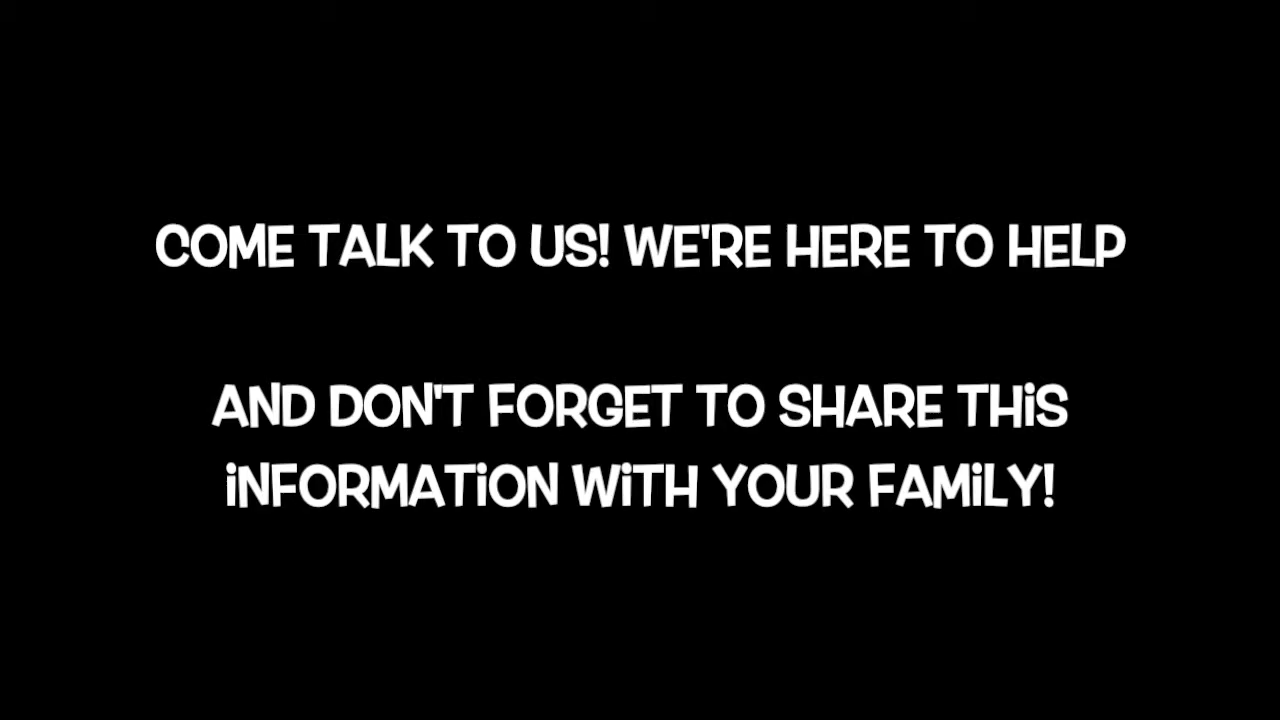 COME TALK TO US! WE'RE HERE TO HELP
AND DON'T FORGET TO SHARE THiS
iNFORMATiON WiTH YOUR FAMiLY!